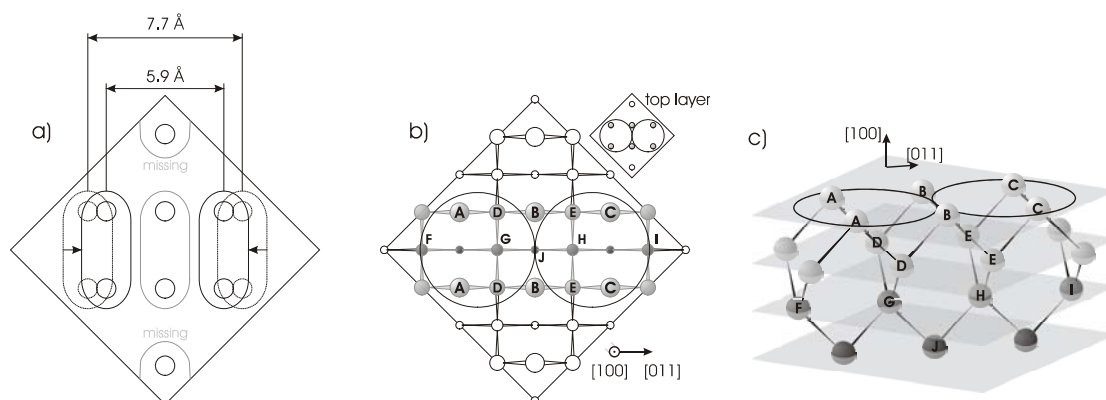 7.7 Å
5.9 Å
a)
missing
missing
b)
top layer
A D B E C
F G H I
J
A D B E C
[100] [011]
c)
[100]
[011]
A B C
A B C
D E
D E
F G H I
J